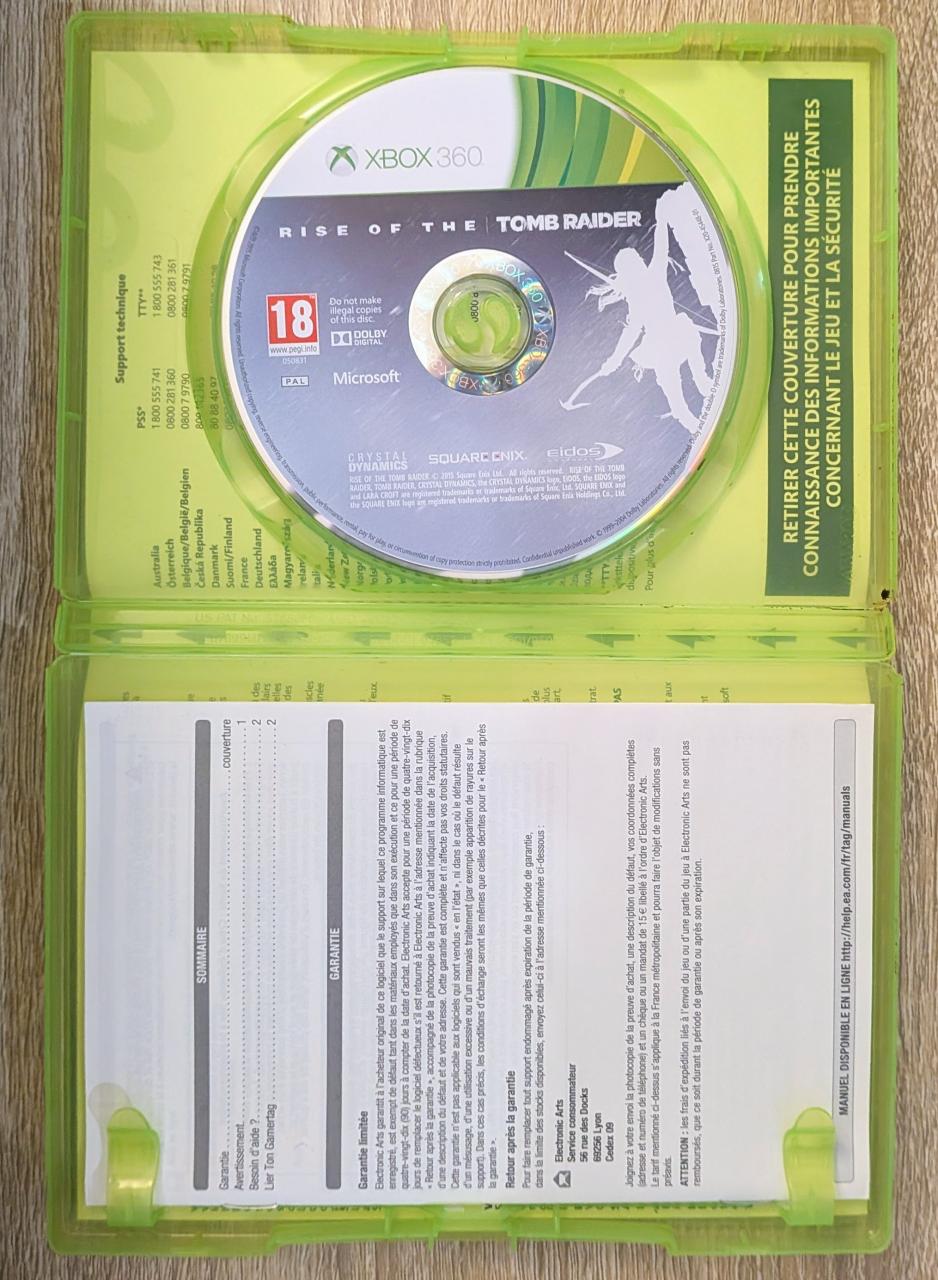 XBOX 360
RISE OF THE TOMB RAIDER
18
www.pegi.info
Do not make
illegal copies
of this disc.
DOLBY
DIGITAL
PAL
Microsoft
CRYSTAL
DYNAMICS
SQUARE ENIX.
eidos
RISE OF THE TOMB RAIDER © 2015 Square Enix Ltd. All rights reserved. RISE OF THE TOMB
RAIDER, TOMB RAIDER, CRYSTAL DYNAMICS, the CRYSTAL DYNAMICS logo, EIDOS, the EIDOS logo
and LARA CROFT are registered trademarks or trademarks of Square Enix Ltd. SQUARE ENIX and
the SQUARE ENIX logo are registered trademarks or trademarks of Square Enix Holdings Co., Ltd.
Support technique
PSS* TTY**
Australia 1 800 555 741 1 800 555 743
Österreich 0800 281 360 0800 281 361
Belgique/België/Belgien 0800 7 9790 0800 7 9791
Česká Republika
Danmark 80 88 40 97
Suomi/Finland
France
Deutschland
Ελλάδα
RETIRER CETTE COUVERTURE POUR PRENDRE
CONNAISSANCE DES INFORMATIONS IMPORTANTES
CONCERNANT LE JEU ET LA SÉCURITÉ
SOMMAIRE
Garantie couverture
Avertissement 1
Besoin d'aide ? 2
Lier Ton Gamertag 2
GARANTIE
Garantie limitée
Electronic Arts garantit à l'acheteur original de ce logiciel que le support sur lequel ce programme informatique est
enregistré, est exempt de défaut tant dans les matériaux employés que dans son exécution et ce pour une période de
quatre-vingt-dix (90) jours à compter de la date d'achat. Electronic Arts accepte pour une période de quatre-vingt-dix
jours de remplacer le logiciel défectueux s'il est retourné à Electronic Arts à l'adresse mentionnée dans la rubrique
« Retour après la garantie », accompagné de la photocopie de la preuve d'achat indiquant la date de l'acquisition,
d'une description du défaut et de votre adresse. Cette garantie est complète et n'affecte pas vos droits statutaires.
Cette garantie n'est pas applicable aux logiciels qui sont vendus « en l'état », ni dans le cas où le défaut résulte
d'un mésusage, d'une utilisation excessive ou d'un mauvais traitement (par exemple apparition de rayures sur le
support). Dans ces cas précis, les conditions d'échange seront les mêmes que celles décrites pour le « Retour après
la garantie ».
Retour après la garantie
Pour faire remplacer tout support endommagé après expiration de la période de garantie,
dans la limite des stocks disponibles, envoyez celui-ci à l'adresse mentionnée ci-dessous :
Electronic Arts
Service consommateur
56 rue des Docks
69256 Lyon
Cedex 09
Joignez à votre envoi la photocopie de la preuve d'achat, une description du défaut, vos coordonnées complètes
(adresse et numéro de téléphone) et un chèque ou un mandat de 15 € libellé à l'ordre d'Electronic Arts.
Le tarif mentionné ci-dessus s'applique à la France métropolitaine et pourra faire l'objet de modifications sans
préavis.
ATTENTION : les frais d'expédition liés à l'envoi du jeu ou d'une partie du jeu à Electronic Arts ne sont pas
remboursés, que ce soit durant la période de garantie ou après son expiration.
MANUEL DISPONIBLE EN LIGNE http://help.ea.com/fr/tag/manuals